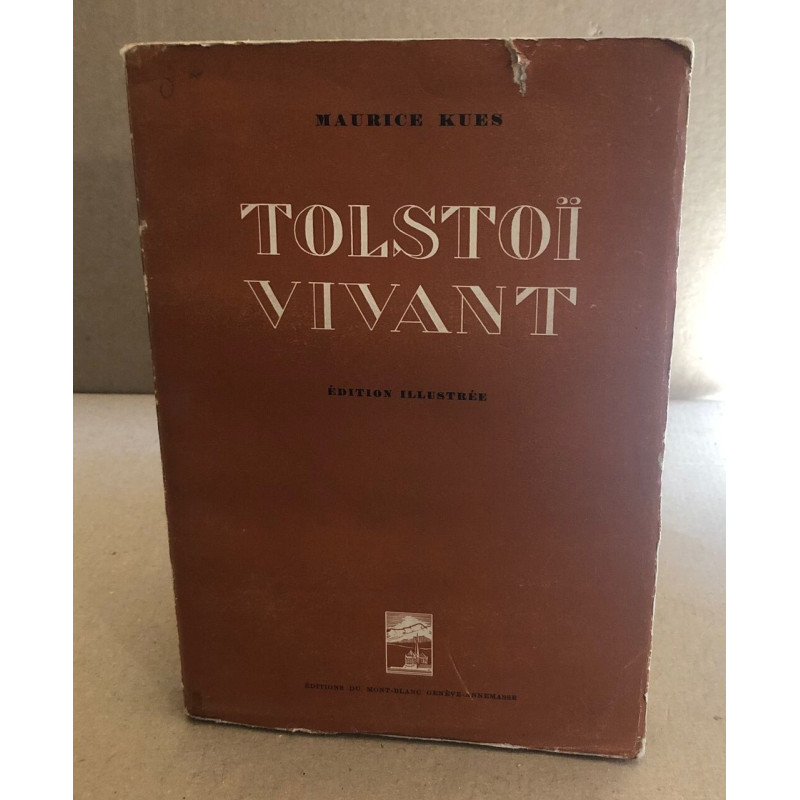 MAURICE KUES
TOLSTOÏ
VIVANT
ÉDITION ILLUSTRÉE
ÉDITIONS DU MONT-BLANC GENÈVE-ANNEMASSE